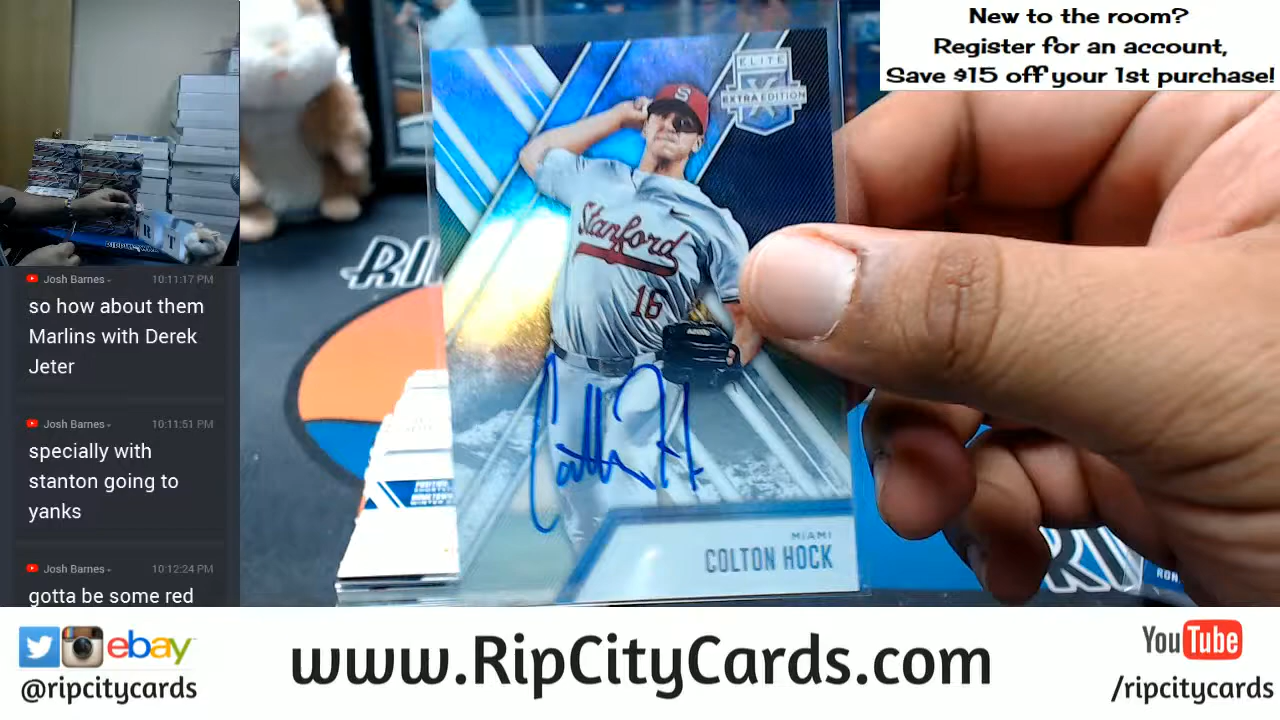 New to the room?
Register for an account,
Save $15 off your 1st purchase!
Josh Barnes
10:11:17 PM
so how about them
Marlins with Derek
Jeter
Josh Barnes
10:11:51 PM
specially with
stanton going to
yanks
Josh Barnes
10:12:24 PM
gotta be some red
ELITE
EXTRA EDITION
S
Stanford
16
MIAMI
COLTON HOCK
RI
R T
ebay
@ripcitycards
www.RipCityCards.com
YouTube
/ripcitycards